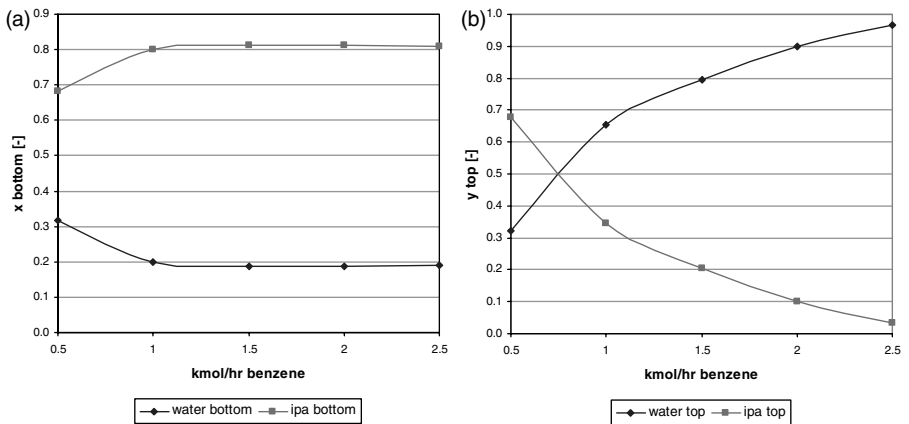 (a)
0.9
0.8
0.7
0.6
0.5
0.4
0.3
0.2
0.1
0.0
x bottom [-]
0.5 1 1.5 2 2.5
kmol/hr benzene
water bottom ipa bottom
(b)
1.0
0.9
0.8
0.7
0.6
0.5
0.4
0.3
0.2
0.1
0.0
y top [-]
0.5 1 1.5 2 2.5
kmol/hr benzene
water top ipa top